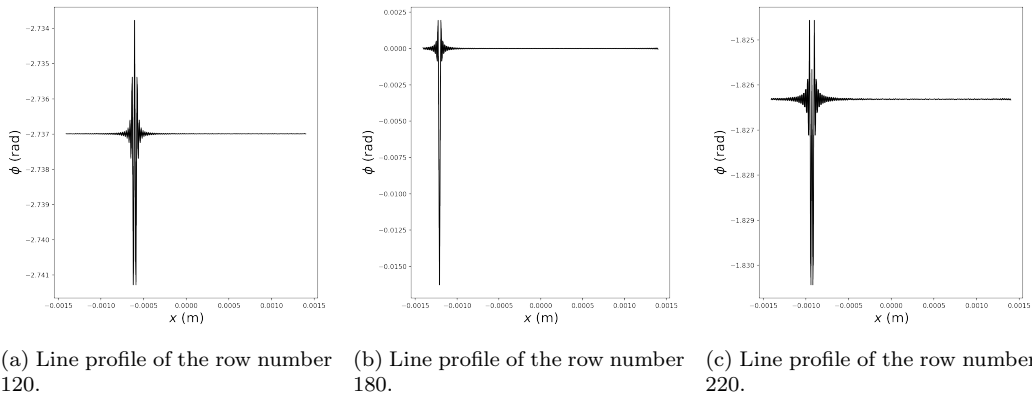 −2.734
−2.735
−2.736
−2.737
−2.738
−2.739
−2.740
−2.741
ϕ (rad)
−0.0015 −0.0010 −0.0005 0.0000 0.0005 0.0010 0.0015
x (m)
0.0025
0.0000
−0.0025
−0.0050
−0.0075
−0.0100
−0.0125
−0.0150
ϕ (rad)
−0.0015 −0.0010 −0.0005 0.0000 0.0005 0.0010 0.0015
x (m)
−1.825
−1.826
−1.827
−1.828
−1.829
−1.830
ϕ (rad)
−0.0015 −0.0010 −0.0005 0.0000 0.0005 0.0010 0.0015
x (m)
(a) Line profile of the row number
120.
(b) Line profile of the row number
180.
(c) Line profile of the row number
220.